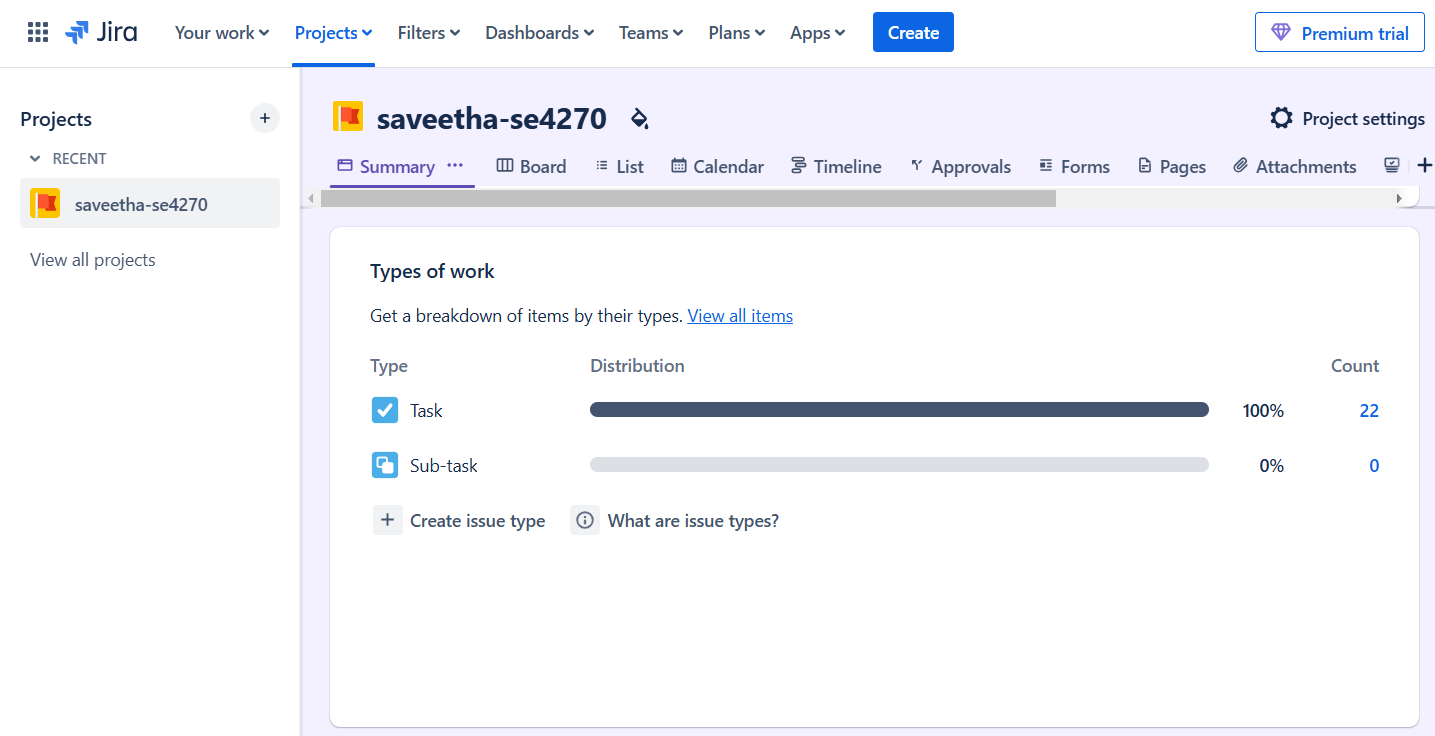 Jira Your work Projects Filters Dashboards Teams Plans Apps Create Premium trial
Projects
RECENT
saveetha-se4270
View all projects
saveetha-se4270 Project settings
Summary Board List Calendar Timeline Approvals Forms Pages Attachments
Types of work
Get a breakdown of items by their types. View all items
Type Distribution Count
Task 100% 22
Sub-task 0% 0
Create issue type What are issue types?